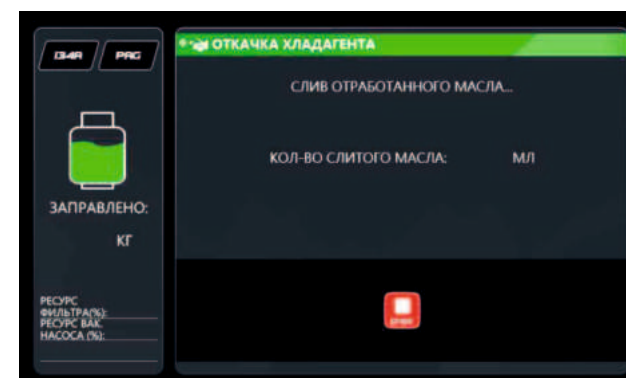 134A PAG
ОТКАЧКА ХЛАДАГЕНТА
СЛИВ ОТРАБОТАННОГО МАСЛА...
КОЛ-ВО СЛИТОГО МАСЛА: МЛ
ЗАПРАВЛЕНО:
КГ
РЕСУРС
ФИЛЬТРА(%):
РЕСУРС ВАК.
НАСОСА (%):